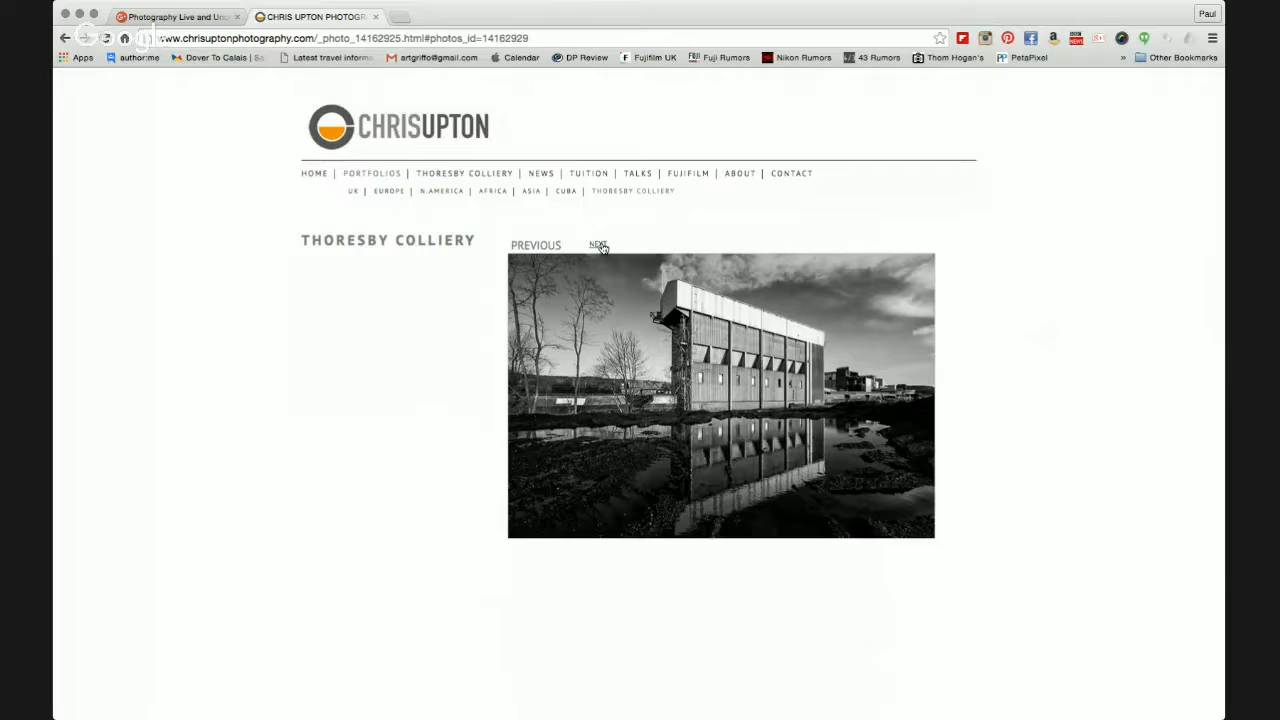 Photography Live and Unc
CHRIS UPTON PHOTOGR
Paul
Google
www.chrisuptonphotography.com/_photo_14162925.html#photos_id=14162929
Apps author:me Dover To Calais | Sa Latest travel informa artgriffo@gmail.com Calendar DP Review Fujifilm UK Fuji Rumors Nikon Rumors 43 Rumors Thom Hogan's PetaPixel » Other Bookmarks
CHRISUPTON
HOME | PORTFOLIOS | THORESBY COLLIERY | NEWS | TUITION | TALKS | FUJIFILM | ABOUT | CONTACT
UK | EUROPE | N.AMERICA | AFRICA | ASIA | CUBA | THORESBY COLLIERY
THORESBY COLLIERY
PREVIOUS NEXT